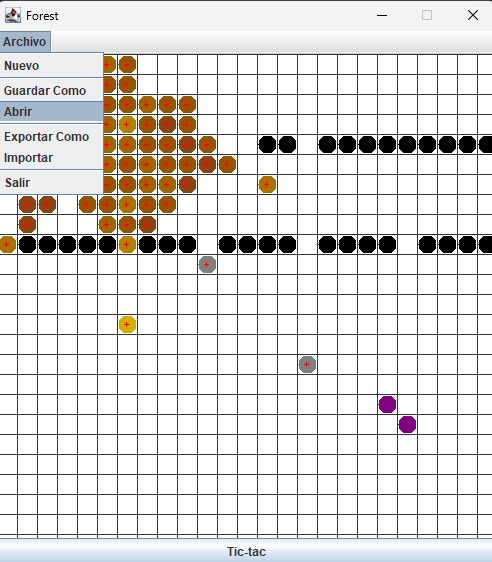 Forest
Archivo
Nuevo
Guardar Como
Abrir
Exportar Como
Importar
Salir
Tic-tac